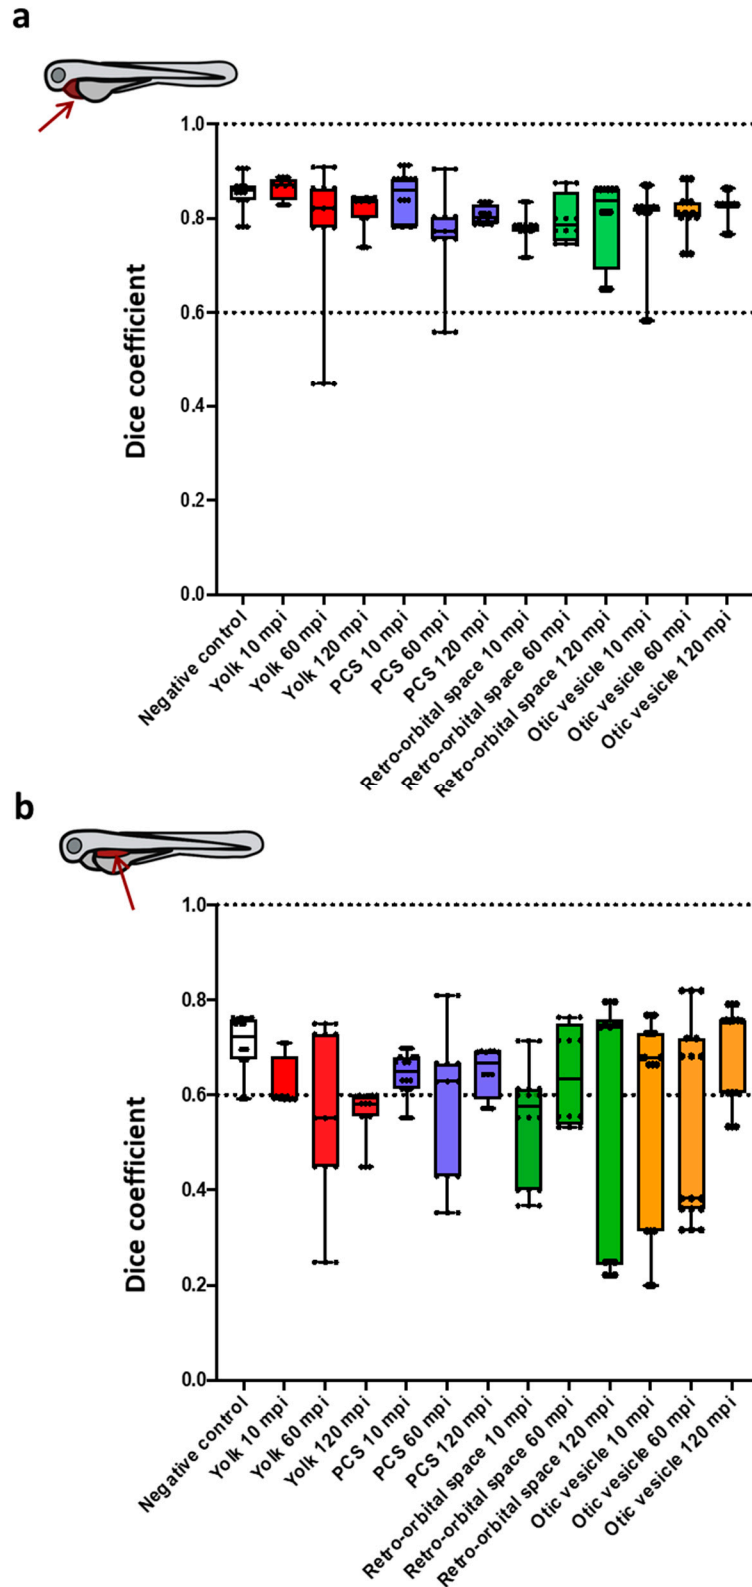 a
1.0
0.8
0.6
0.4
0.2
0.0
Dice coefficient
Negative control
Yolk 10 mpi
Yolk 60 mpi
Yolk 120 mpi
PCS 10 mpi
PCS 60 mpi
PCS 120 mpi
Retro-orbital space 10 mpi
Retro-orbital space 60 mpi
Retro-orbital space 120 mpi
Otic vesicle 10 mpi
Otic vesicle 60 mpi
Otic vesicle 120 mpi
b
1.0
0.8
0.6
0.4
0.2
0.0
Dice coefficient
Negative control
Yolk 10 mpi
Yolk 60 mpi
Yolk 120 mpi
PCS 10 mpi
PCS 60 mpi
PCS 120 mpi
Retro-orbital space 10 mpi
Retro-orbital space 60 mpi
Retro-orbital space 120 mpi
Otic vesicle 10 mpi
Otic vesicle 60 mpi
Otic vesicle 120 mpi